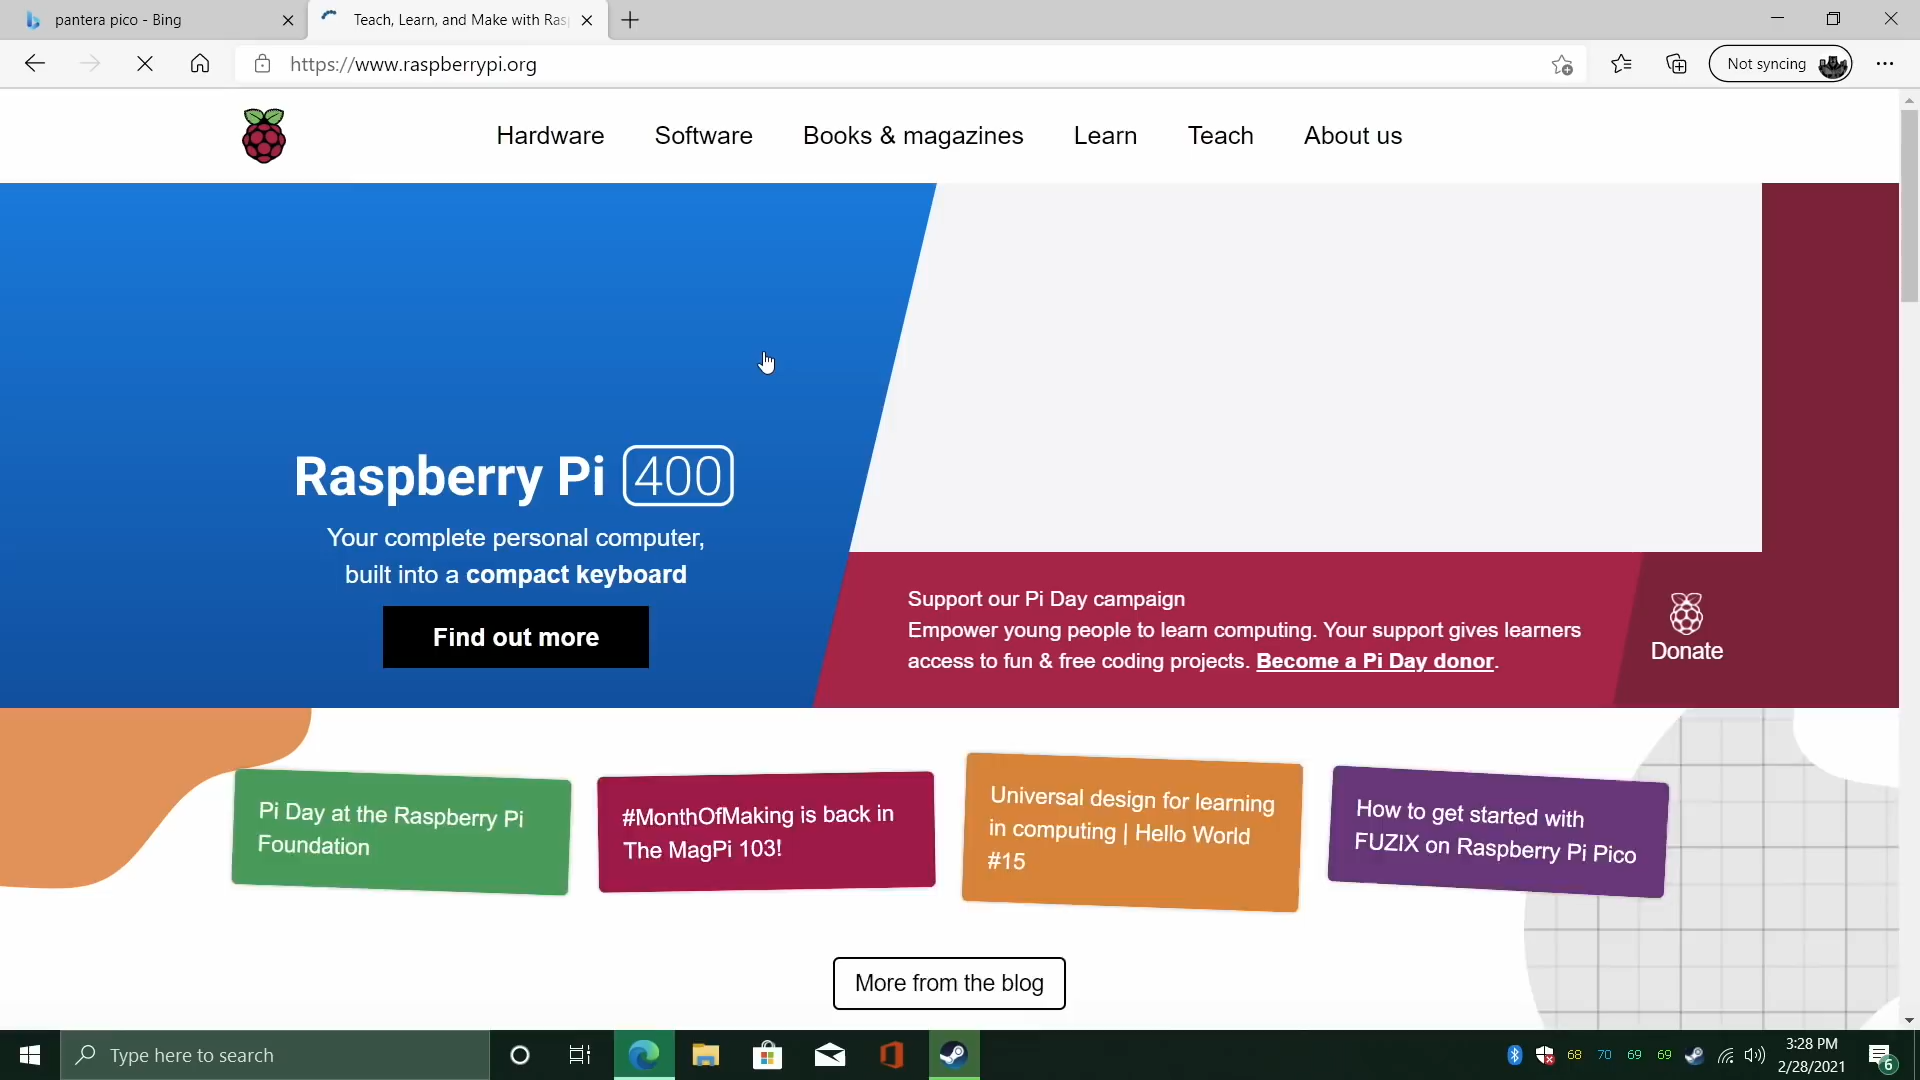 pantera pico - Bing
Teach, Learn, and Make with Ras
https://www.raspberrypi.org
Not syncing
Hardware
Software
Books & magazines
Learn
Teach
About us
Raspberry Pi 400
Your complete personal computer,
built into a compact keyboard
Find out more
Support our Pi Day campaign
Empower young people to learn computing. Your support gives learners
access to fun & free coding projects. Become a Pi Day donor.
Donate
Pi Day at the Raspberry Pi
Foundation
#MonthOfMaking is back in
The MagPi 103!
Universal design for learning
in computing | Hello World
#15
How to get started with
FUZIX on Raspberry Pi Pico
More from the blog
Type here to search
68 70 69 69
3:28 PM
2/28/2021
6